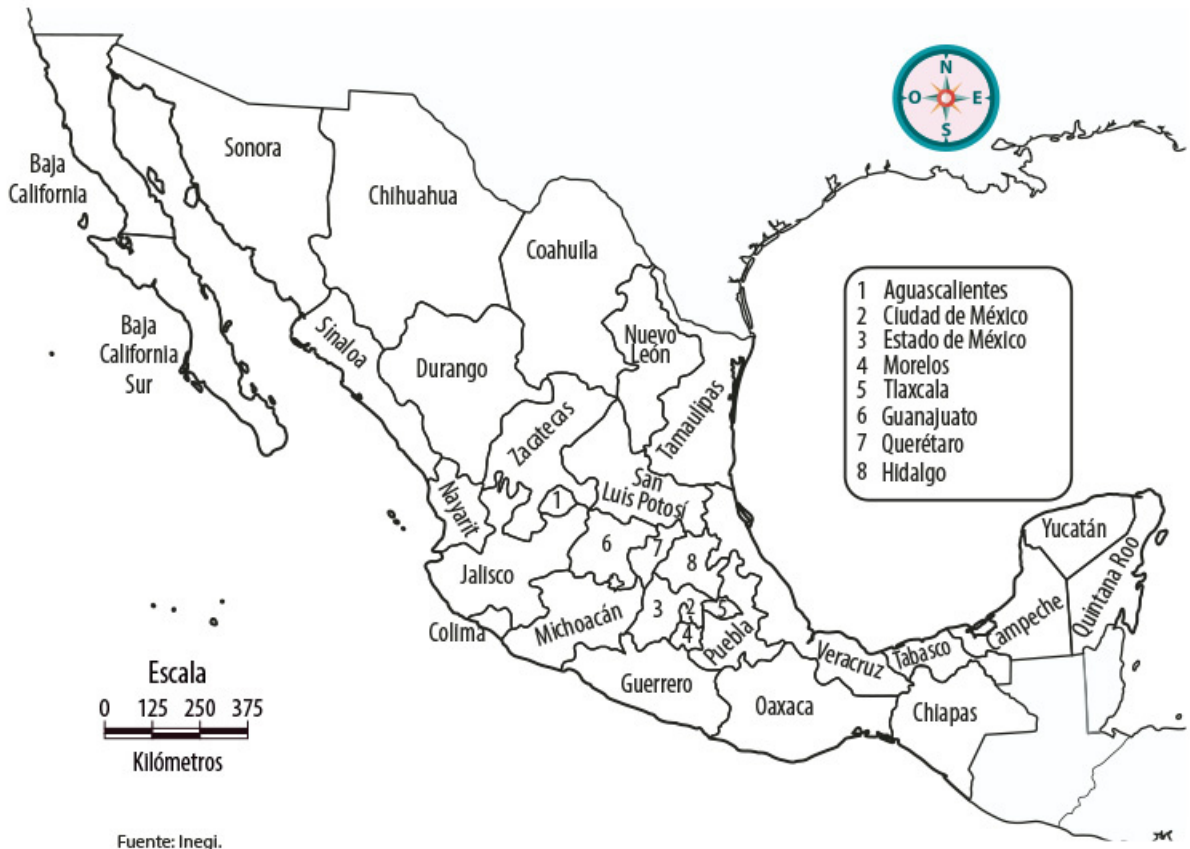 N
O E
S
Baja
California
Sonora
Chihuahua
Coahuila
Baja
California
Sur
Sinaloa
Durango
Nuevo
León
Tamaulipas
Zacatecas
Nayarit
San
Luis Potosí
1 Aguascalientes
2 Ciudad de México
3 Estado de México
4 Morelos
5 Tlaxcala
6 Guanajuato
7 Querétaro
8 Hidalgo
1
6
7
8
Jalisco
Colima
Michoacán
3
2
5
4
Puebla
Guerrero
Oaxaca
Veracruz
Tabasco
Chiapas
Campeche
Yucatán
Quintana Roo
Escala
0 125 250 375
Kilómetros
Fuente: Inegi.